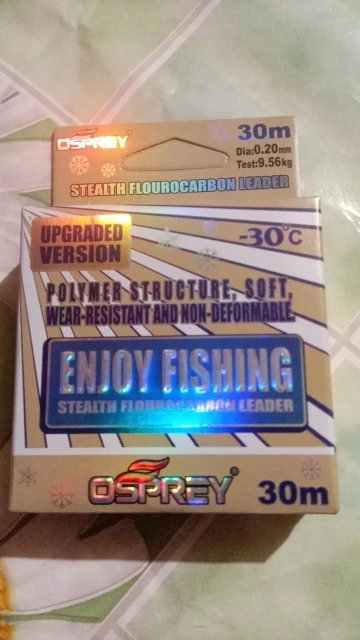 OSPREY
30m
Dia:0.20mm
Test:9.56kg
STEALTH FLOUROCARBON LEADER
UPGRADED
VERSION
-30°C
POLYMER STRUCTURE, SOFT,
WEAR-RESISTANT AND NON-DEFORMABLE.
ENJOY FISHING
STEALTH FLOUROCARBON LEADER
OSPREY®
30m